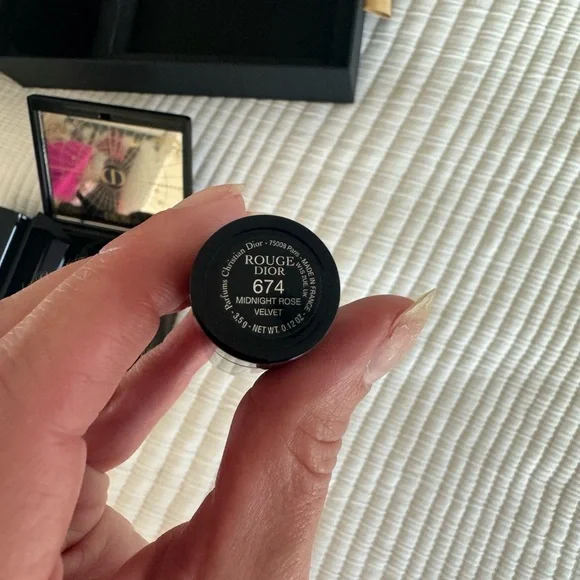 Parfums Christian Dior - 75008 Paris - MADE IN FRANCE
ROUGE
DIOR
674
MIDNIGHT ROSE
VELVET
3.5 g - NET WT. 0.12 OZ -